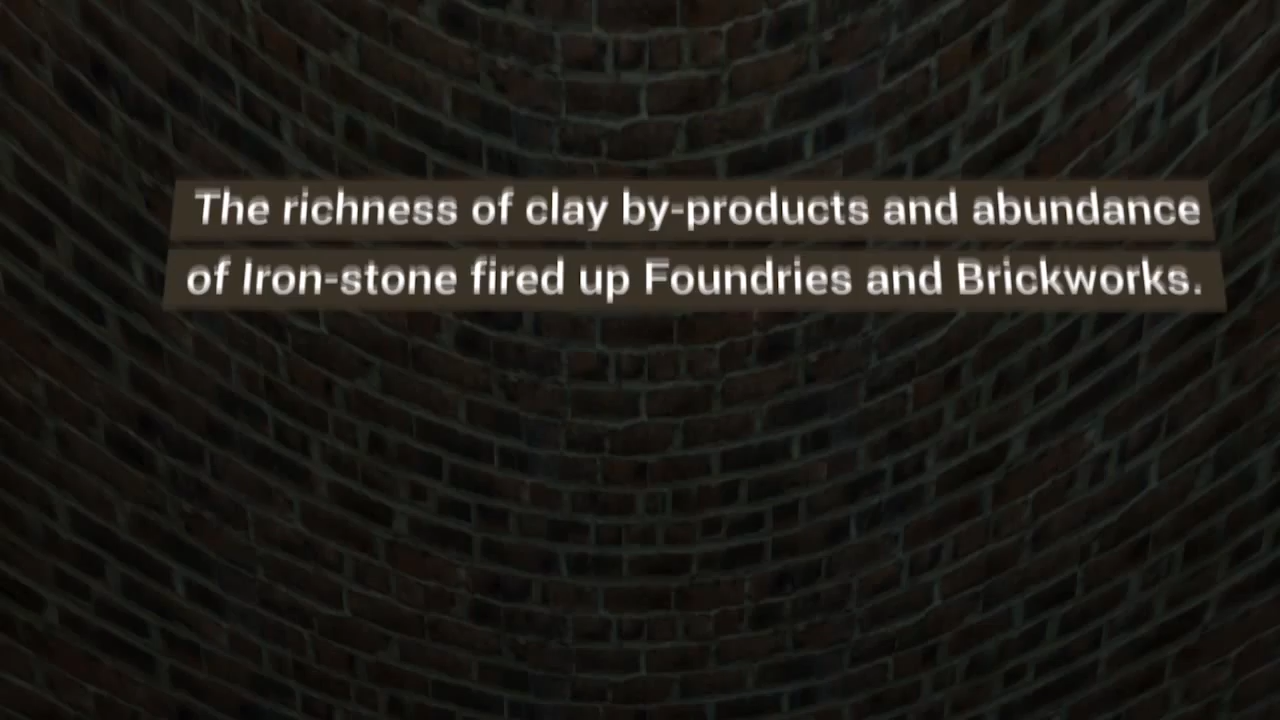 The richness of clay by-products and abundance
of Iron-stone fired up Foundries and Brickworks.